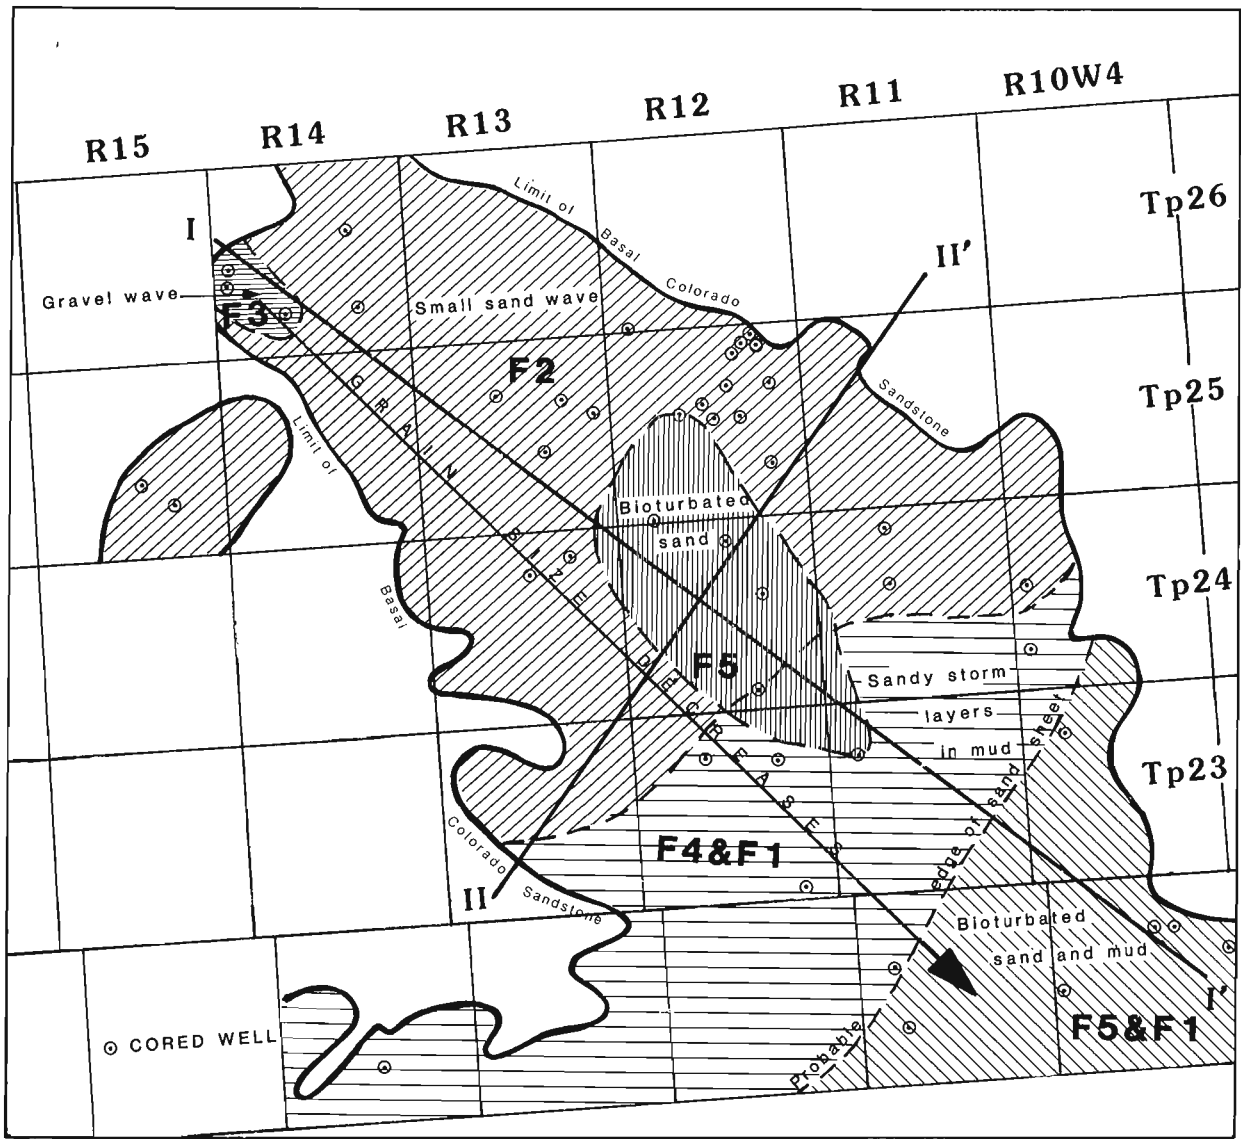 R15
R14
R13
R12
R11
R10W4
Tp26
Tp25
Tp24
Tp23
I
II'
Limit of
Basal
Colorado
Sandstone
Gravel wave
F3
Small sand wave
F2
GRAIN SIZE DECREASES
Limit of
Basal
Colorado
Sandstone
Bioturbated
sand
F5
Sandy storm
layers
in mud
F4&F1
Probable edge of sand sheet
II
Bioturbated
sand and mud
I'
F5&F1
CORED WELL